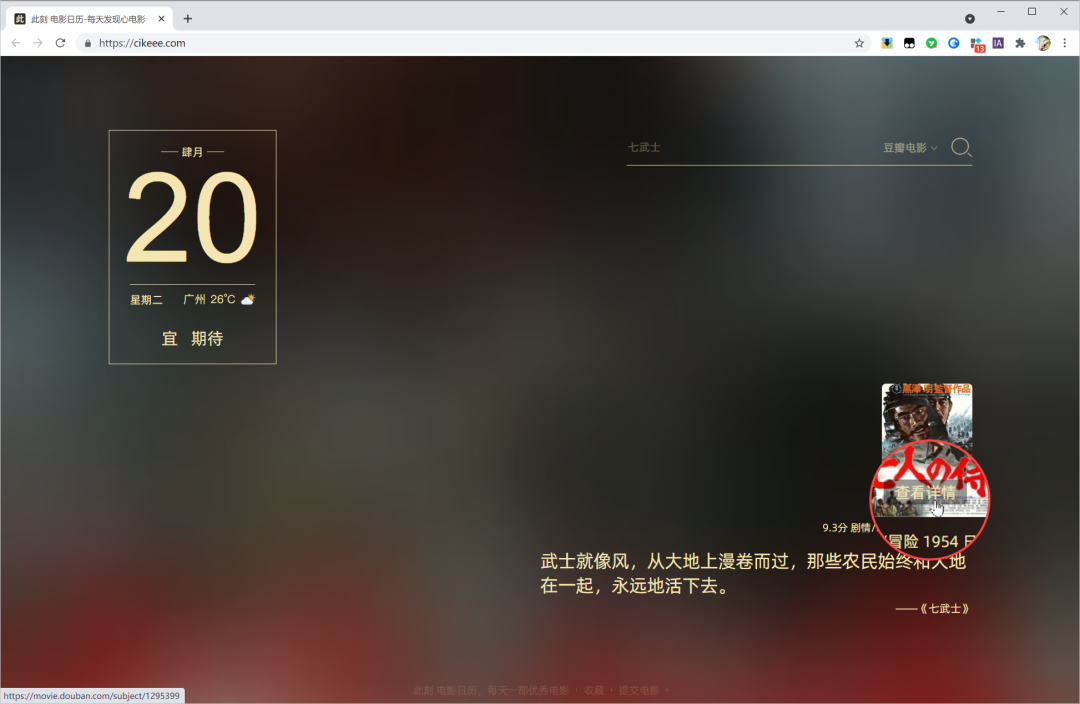 此刻 电影日历-每天发现心电影
https://cikeee.com
13
IA
肆月
20
星期二 广州 26℃
宜 期待
七武士 豆瓣电影
监督作品
七人の侍
查看详情
9.3分 剧情/
冒险 1954
武士就像风，从大地上漫卷而过，那些农民始终和大地
在一起，永远地活下去。
——《七武士》
此刻 电影日历，每天一部优秀电影 · 收藏 · 提交电影 ·
https://movie.douban.com/subject/1295399